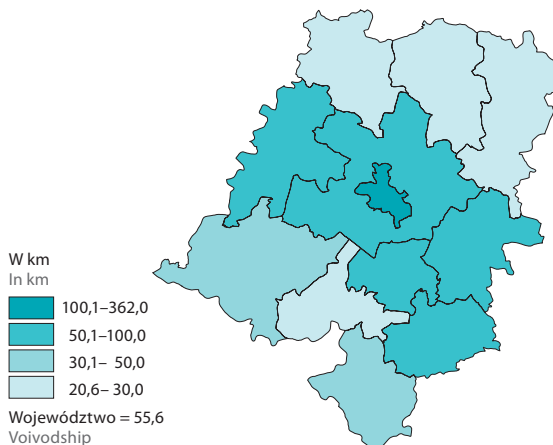 W km
In km
100,1–362,0
50,1–100,0
30,1– 50,0
20,6– 30,0
Województwo = 55,6
Voivodship